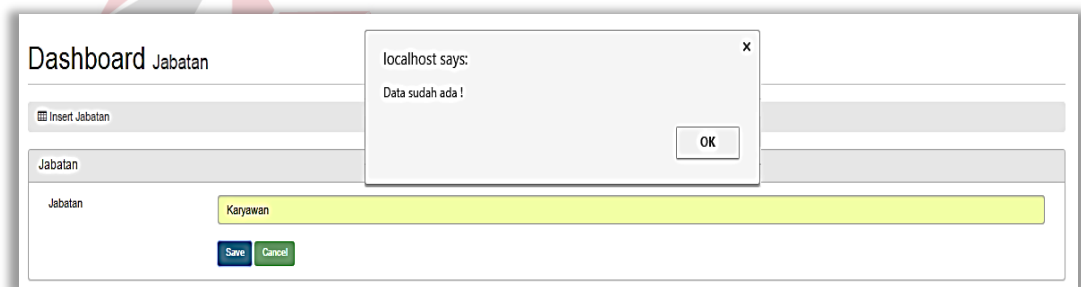 Dashboard Jabatan
localhost says:
x
Data sudah ada !
OK
Insert Jabatan
Jabatan
Jabatan
Karyawan
Save Cancel